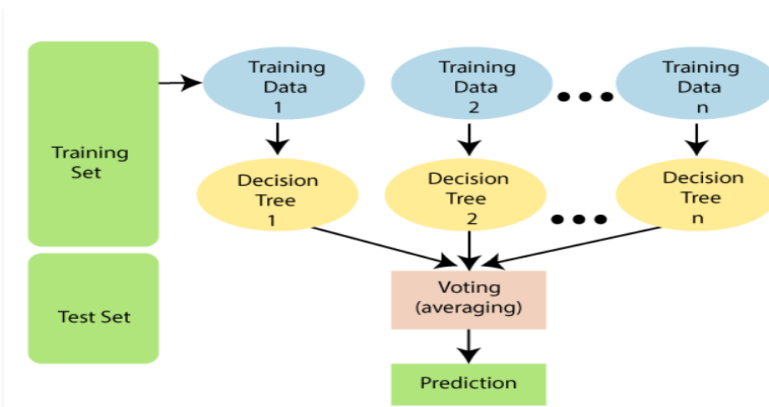 Training
Set
Test Set
Training
Data
1
Training
Data
2
Training
Data
n
Decision
Tree
1
Decision
Tree
2
Decision
Tree
n
Voting
(averaging)
Prediction